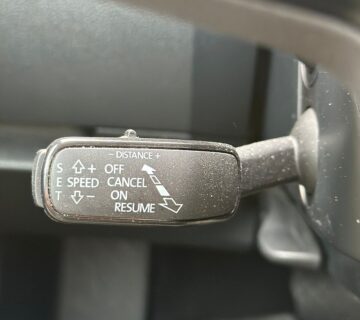 - DISTANCE +
S + OFF
E SPEED CANCEL
T - ON
RESUME